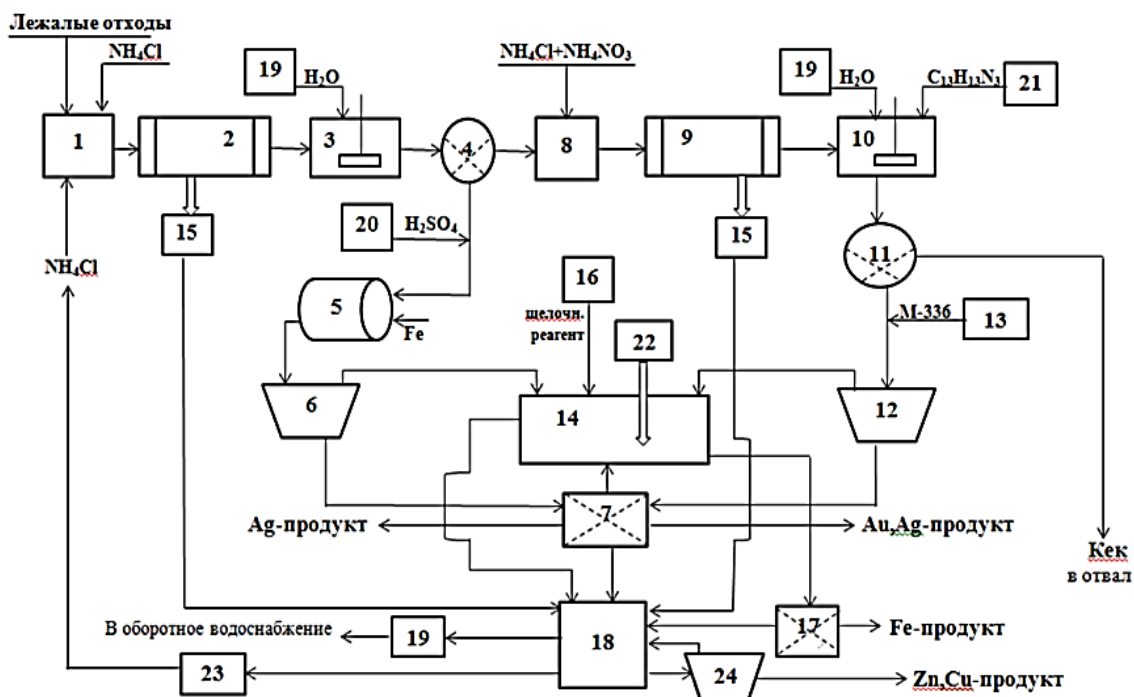 Лежалые отходы
NH₄Cl
19
H₂O
NH₄Cl+NH₄NO₃
19
H₂O
C₁₃H₁₃N₃
21
1
2
3
4
8
9
10
15
20
H₂SO₄
15
11
NH₄Cl
5
Fe
16
щелочн.
реагент
22
М-336
13
6
14
12
7
Ag-продукт
Au,Ag-продукт
Кек
в отвал
В оборотное водоснабжение
19
18
17
Fe-продукт
23
24
Zn,Cu-продукт